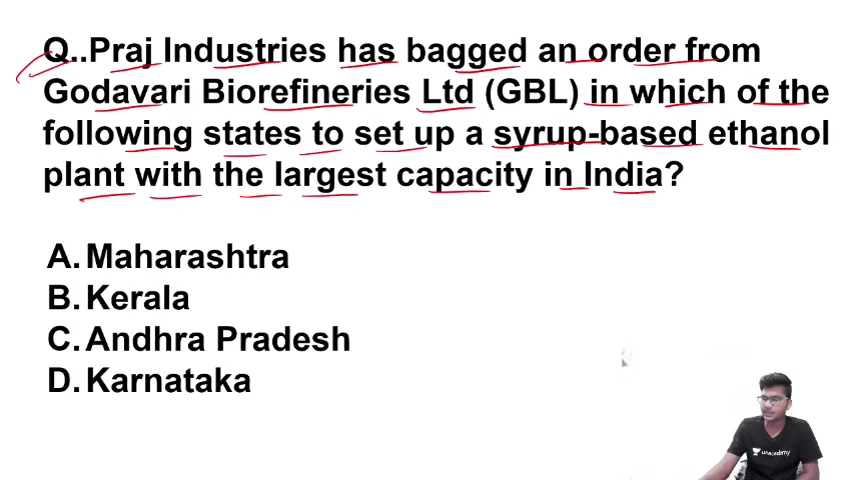 Q..Praj Industries has bagged an order from
Godavari Biorefineries Ltd (GBL) in which of the
following states to set up a syrup-based ethanol
plant with the largest capacity in India?
A. Maharashtra
B. Kerala
C. Andhra Pradesh
D. Karnataka
unacademy